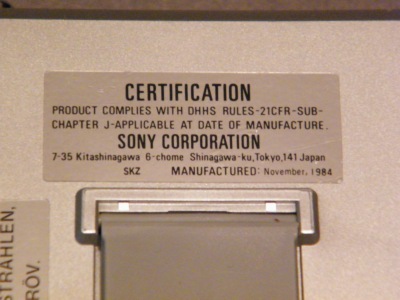 CERTIFICATION
PRODUCT COMPLIES WITH DHHS RULES-21CFR-SUB-
CHAPTER J-APPLICABLE AT DATE OF MANUFACTURE.
SONY CORPORATION
7-35 Kitashinagawa 6-chome Shinagawa-ku,Tokyo,141 Japan
SKZ MANUFACTURED: November, 1984
STRAHLEN,
RÖV.